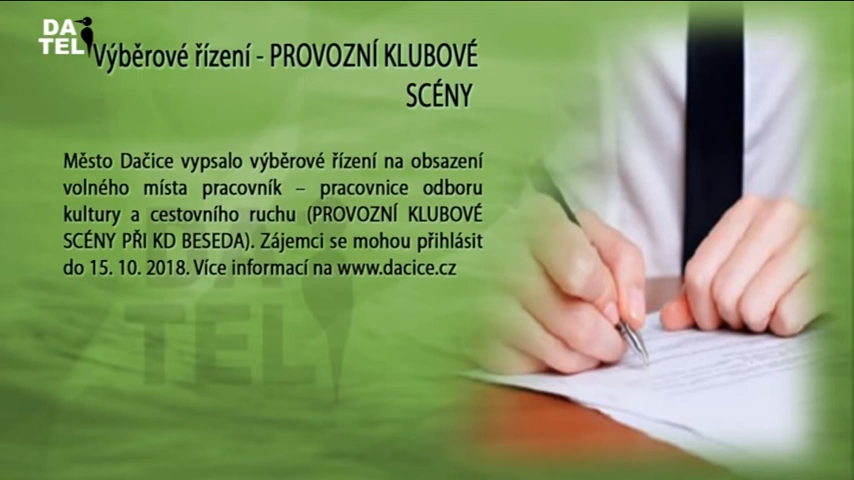 DA
TEL
Výběrové řízení - PROVOZNÍ KLUBOVÉ
SCÉNY
Město Dačice vypsalo výběrové řízení na obsazení
volného místa pracovník – pracovnice odboru
kultury a cestovního ruchu (PROVOZNÍ KLUBOVÉ
SCÉNY PŘI KD BESEDA). Zájemci se mohou přihlásit
do 15. 10. 2018. Více informací na www.dacice.cz
DA
TEL